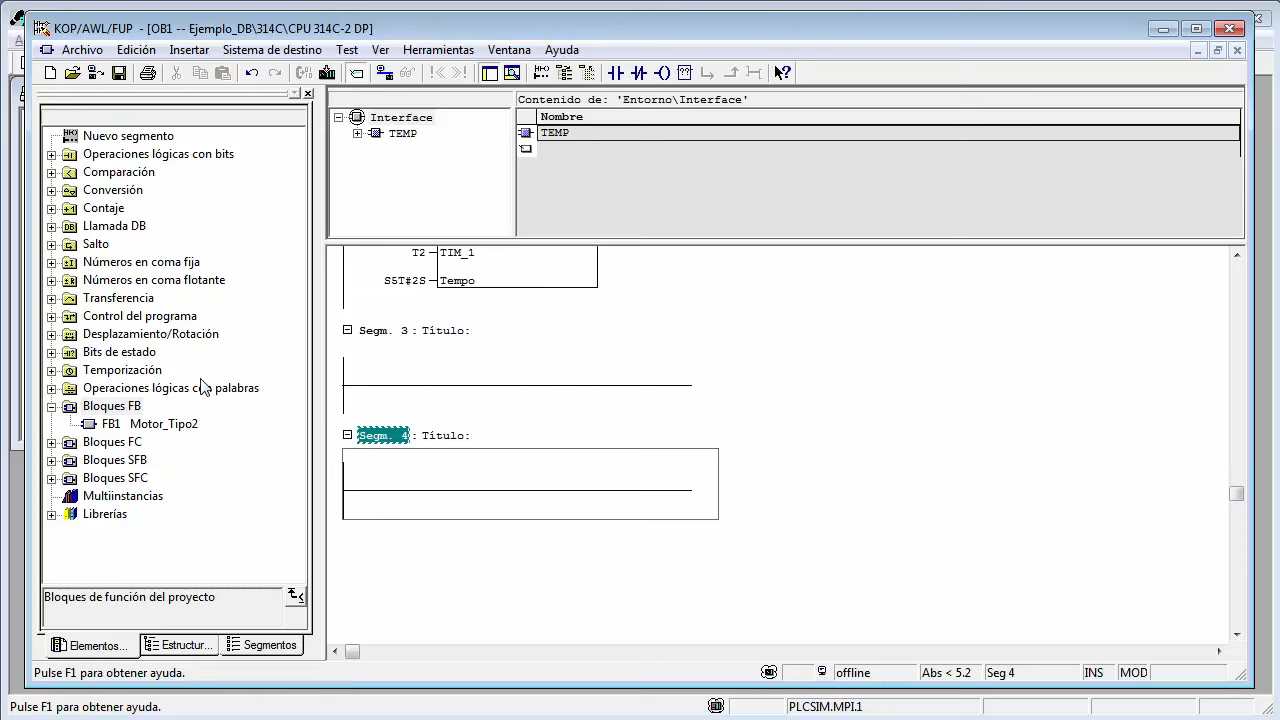 KOP/AWL/FUP - [OB1 -- Ejemplo_DB\314C\CPU 314C-2 DP]
Archivo Edición Insertar Sistema de destino Test Ver Herramientas Ventana Ayuda
Nuevo segmento
Operaciones lógicas con bits
Comparación
Conversión
Contaje
Llamada DB
Salto
Números en coma fija
Números en coma flotante
Transferencia
Control del programa
Desplazamiento/Rotación
Bits de estado
Temporización
Operaciones lógicas con palabras
Bloques FB
FB1 Motor_Tipo2
Bloques FC
Bloques SFB
Bloques SFC
Multiinstancias
Librerías
Bloques de función del proyecto
Elementos... Estructur... Segmentos
Interface
TEMP
Contenido de: 'Entorno\Interface'
Nombre
TEMP
T2 TIM_1
S5T#2S Tempo
Segm. 3 : Título:
Segm. 4 : Título:
Pulse F1 para obtener ayuda. offline Abs < 5.2 Seg 4 INS MOD
Pulse F1 para obtener ayuda. PLCSIM.MPI.1